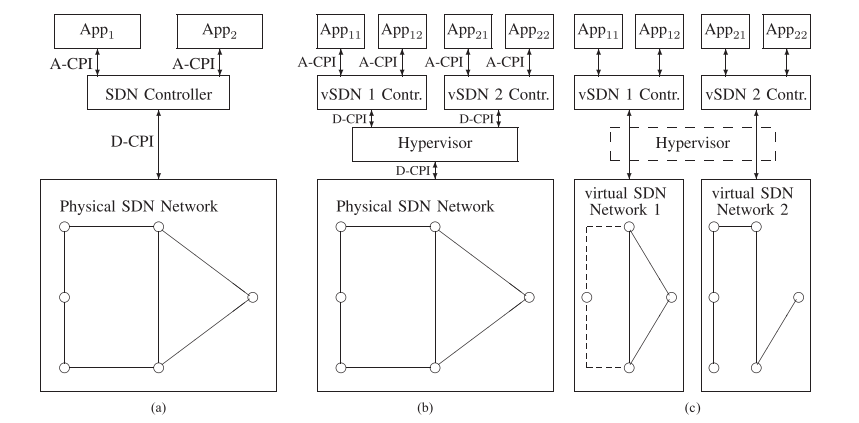 App₁ App₂ App₁₁ App₁₂ App₂₁ App₂₂ App₁₁ App₁₂ App₂₁ App₂₂
A-CPI A-CPI A-CPI A-CPI A-CPI A-CPI
SDN Controller vSDN 1 Contr. vSDN 2 Contr. vSDN 1 Contr. vSDN 2 Contr.
D-CPI D-CPI
D-CPI Hypervisor Hypervisor
D-CPI
Physical SDN Network Physical SDN Network virtual SDN virtual SDN
Network 1 Network 2
(a) (b) (c)